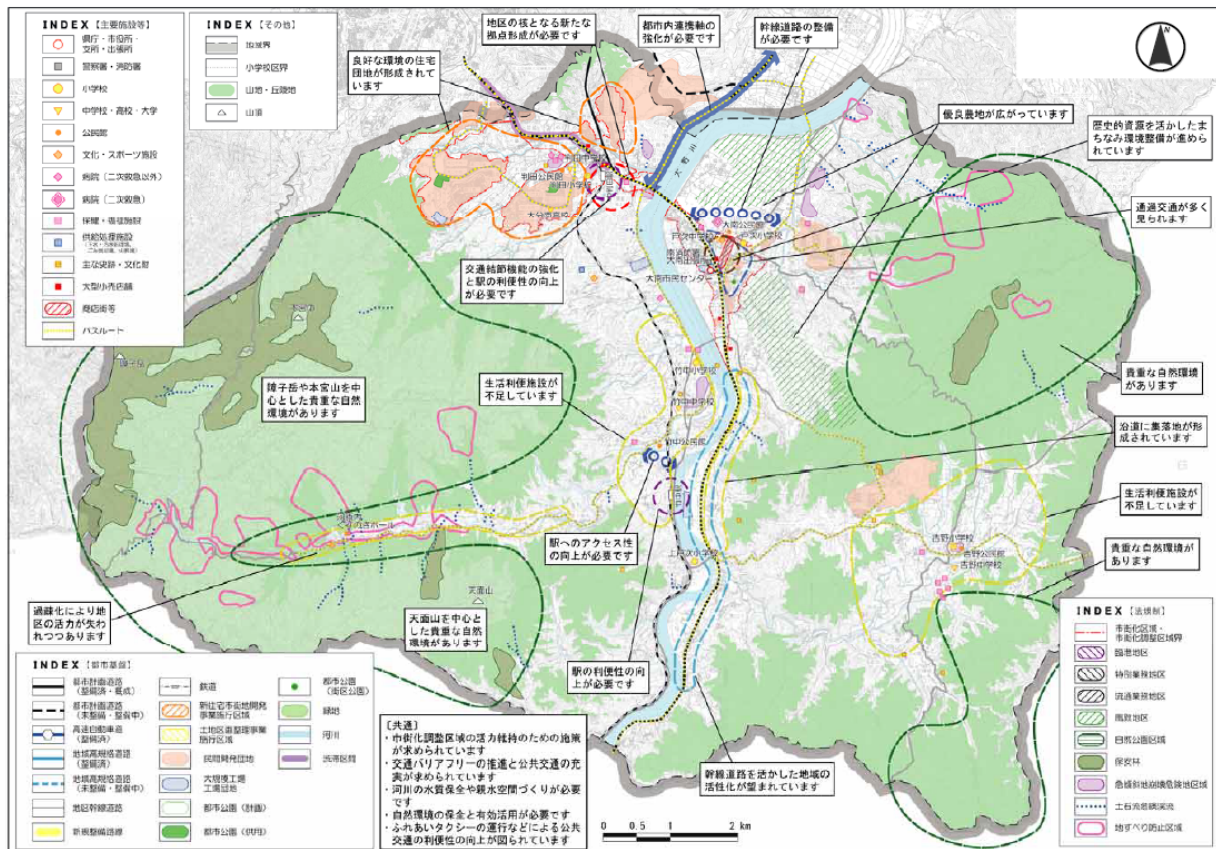 INDEX【主要施設等】
県庁・市役所・
支所・出張所
警察署・消防署
小学校
中学校・高校・大学
公民館
文化・スポーツ施設
病院(二次救急以外)
病院(二次救急)
保健・福祉施設
供給処理施設
主な史跡・文化財
大型小売店舗
商店街等
バスルート
INDEX【その他】
地域界
小学校区界
山地・丘陵地
山頂
地区の核となる新たな
拠点形成が必要です
都市内連携軸の
強化が必要です
幹線道路の整備
が必要です
良好な環境の住宅
団地が形成されて
います
優良農地が広がっています
歴史的資源を活かしたま
ちなみ環境整備が進めら
れています
通過交通が多く
見られます
交通結節機能の強化
と駅の利便性の向上
が必要です
判田中学校
判田公民館
判田小学校
大野川
大南公民館
戸次中学校
戸次小学校
大南市民センター
障子岳
本宮山
障子岳や本宮山を中
心とした貴重な自然
環境があります
生活利便施設が
不足しています
竹中小学校
竹中中学校
竹中公民館
貴重な自然環境
があります
沿道に集落地が形
成されています
生活利便施設が
不足しています
駅へのアクセス性
の向上が必要です
上戸次小学校
吉野小学校
吉野公民館
吉野中学校
貴重な自然環境が
あります
過疎化により地
区の活力が失わ
れつつあります
天面山
天面山を中心と
した貴重な自然
環境があります
駅の利便性の向
上が必要です
幹線道路を活かした地域の
活性化が望まれています
INDEX【都市基盤】
都市計画道路
(整備済・概成)
都市計画道路
(未整備・整備中)
高速自動車道
(整備済)
地域高規格道路
(整備済)
地域高規格道路
(未整備・整備中)
地区幹線道路
新規整備路線
鉄道
新住宅市街地開発
事業施行区域
土地区画整理事業
施行区域
民間開発団地
大規模工場
工業団地
都市公園(計画)
都市公園(供用)
都市公園
(街区公園)
緑地
河川
渋滞区間
〔共通〕
・市街化調整区域の活力維持のための施策
が求められています
・交通バリアフリーの推進と公共交通の充
実が求められています
・河川の水質保全や親水空間づくりが必要
です
・自然環境の保全と有効活用が必要です
・ふれあいタクシーの運行などによる公共
交通の利便性の向上が図られています
0 0.5 1 2 km
INDEX【法規制】
市街化区域・
市街化調整区域界
臨港地区
特別業務地区
流通業務地区
風致地区
自然公園区域
保安林
急傾斜地崩壊危険地区域
土石流危険渓流
地すべり防止区域